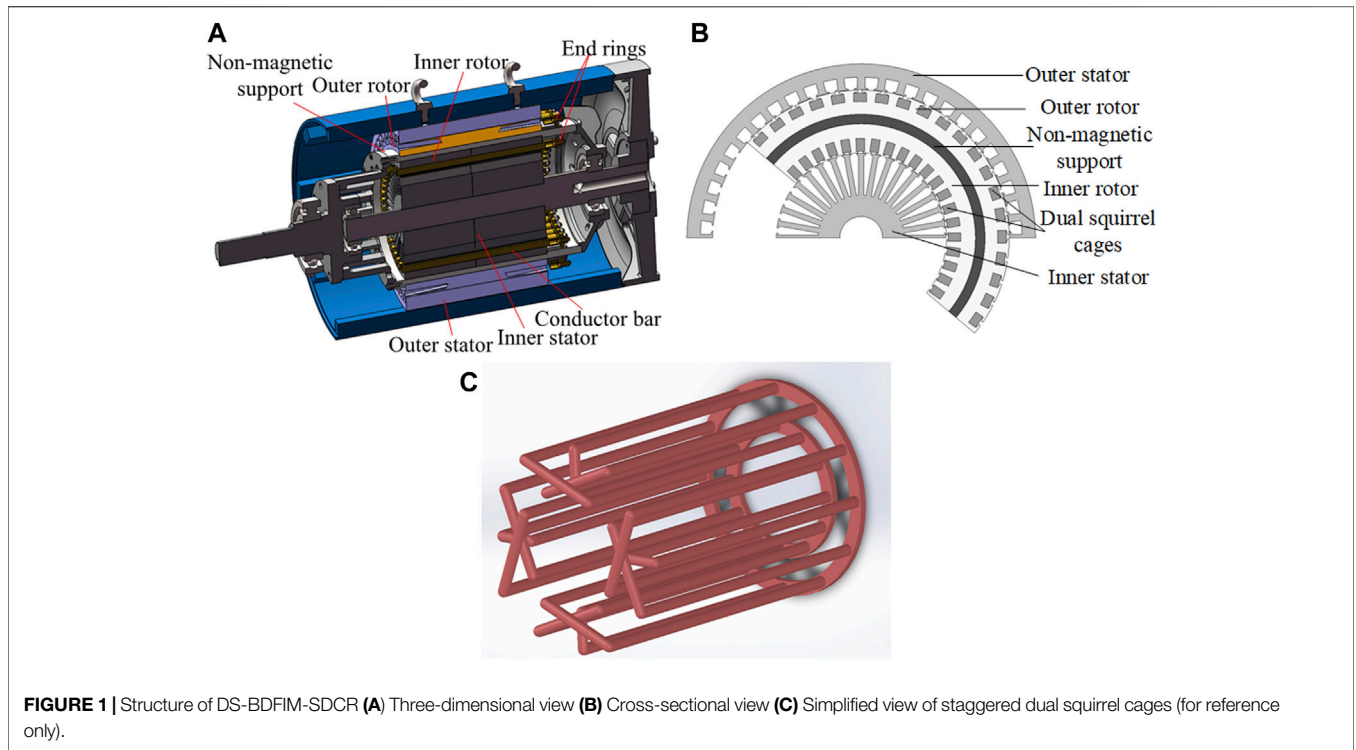 A
Non-magnetic
support
Outer rotor
Inner rotor
End rings
Conductor bar
Inner stator
Outer stator
B
Outer stator
Outer rotor
Non-magnetic
support
Inner rotor
Dual squirrel
cages
Inner stator
C
FIGURE 1 | Structure of DS-BDFIM-SDCR (A) Three-dimensional view (B) Cross-sectional view (C) Simplified view of staggered dual squirrel cages (for reference
only).